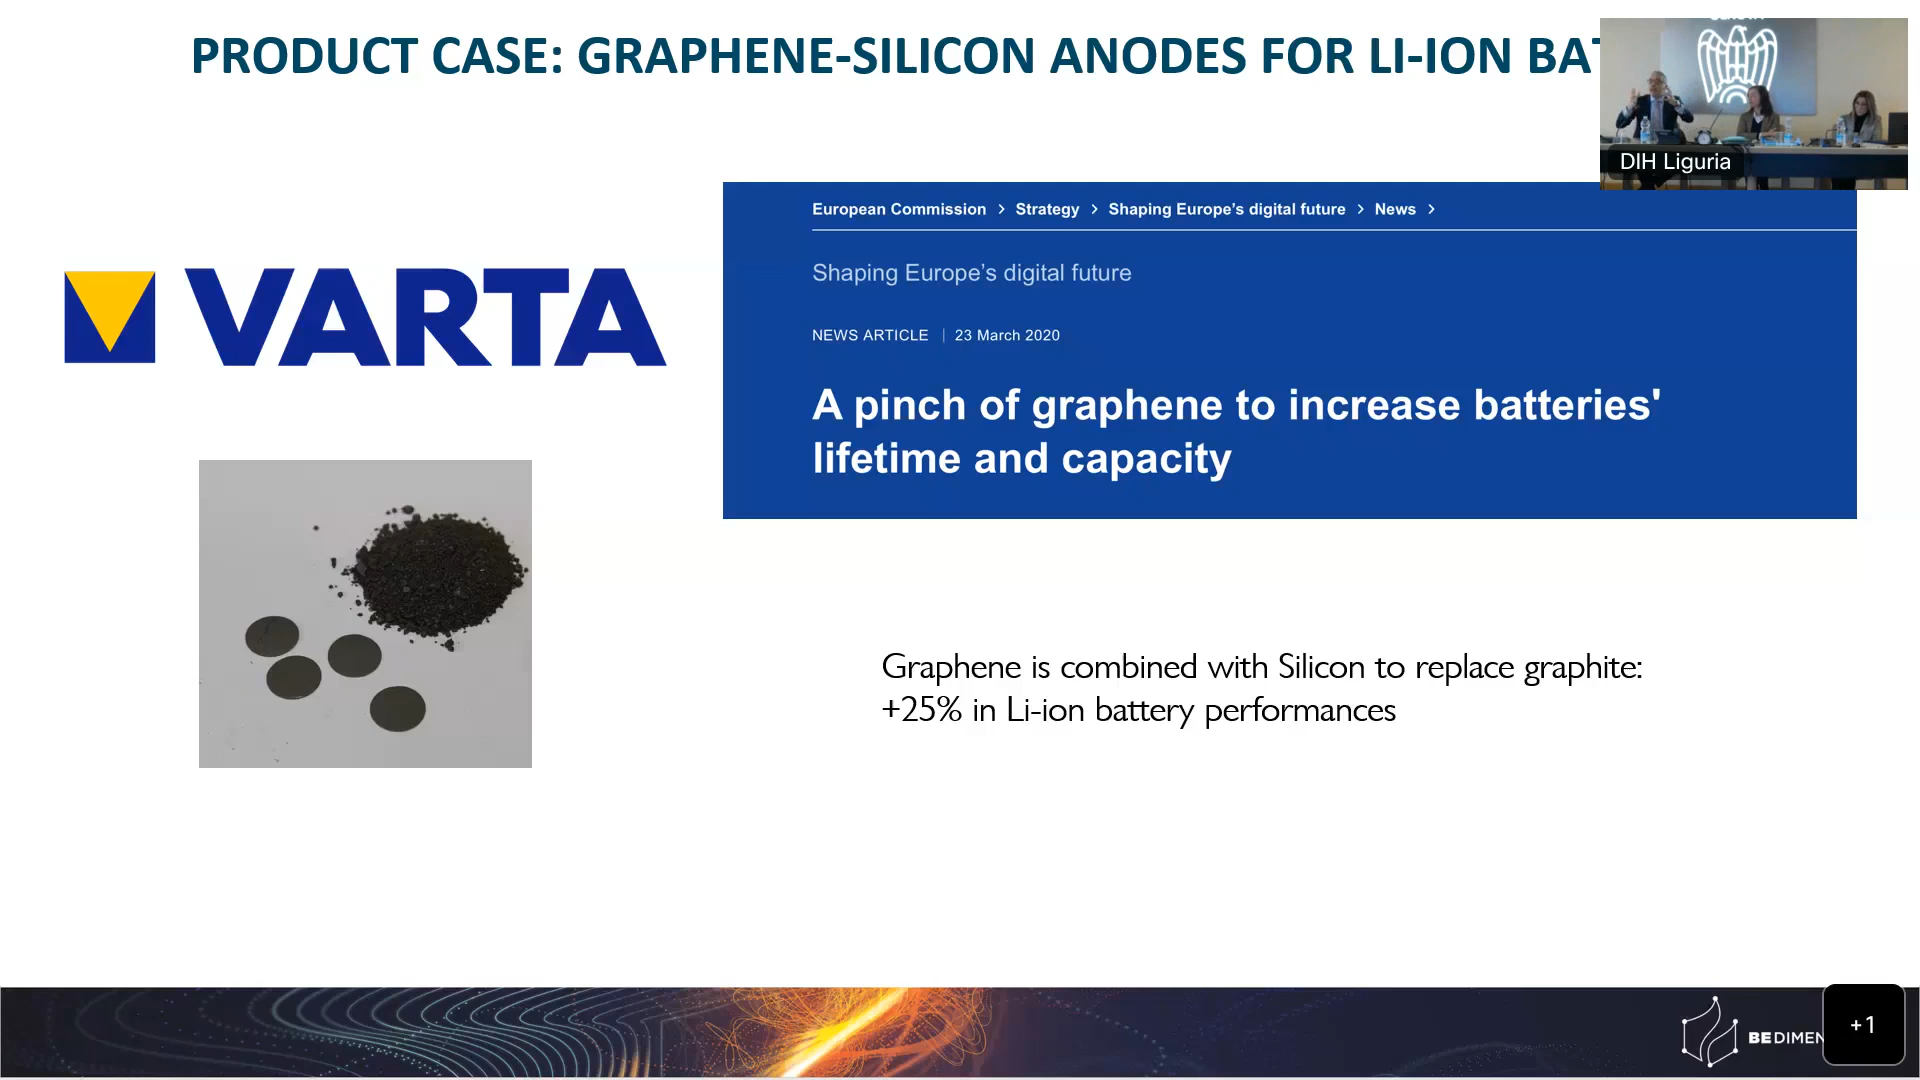 PRODUCT CASE: GRAPHENE-SILICON ANODES FOR LI-ION BAT
DIH Liguria
European Commission > Strategy > Shaping Europe's digital future > News >
Shaping Europe's digital future
NEWS ARTICLE | 23 March 2020
VARTA
A pinch of graphene to increase batteries'
lifetime and capacity
Graphene is combined with Silicon to replace graphite:
+25% in Li-ion battery performances
BEDIMEN
+1